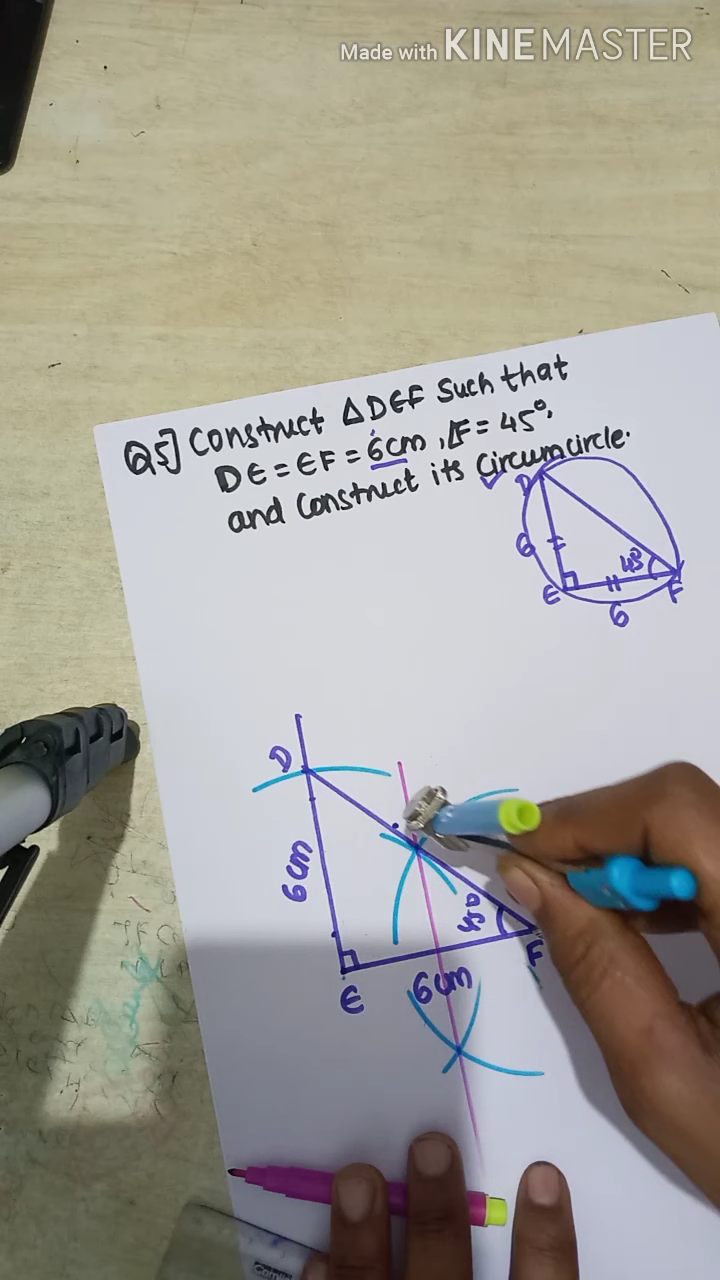 Made with KINEMASTER
Q5] Construct ΔDEF such that
DE = EF = 6cm, ∠F = 45°,
and construct its circumcircle.
D
6
45°
E
F
6
D
6cm
45°
F
6cm
E